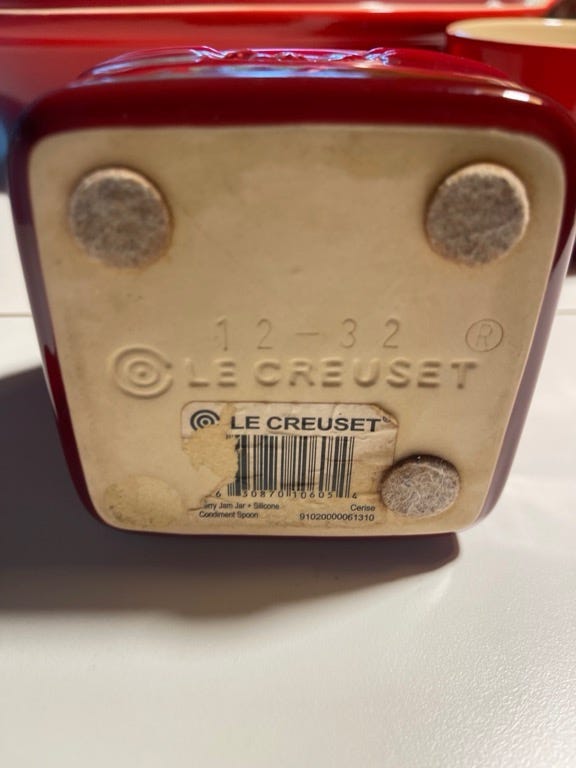 12-32
®
LE CREUSET
LE CREUSET®
6 30870 10605 4
Jam Jar + Silicone
Condiment Spoon
Cerise
91020000061310